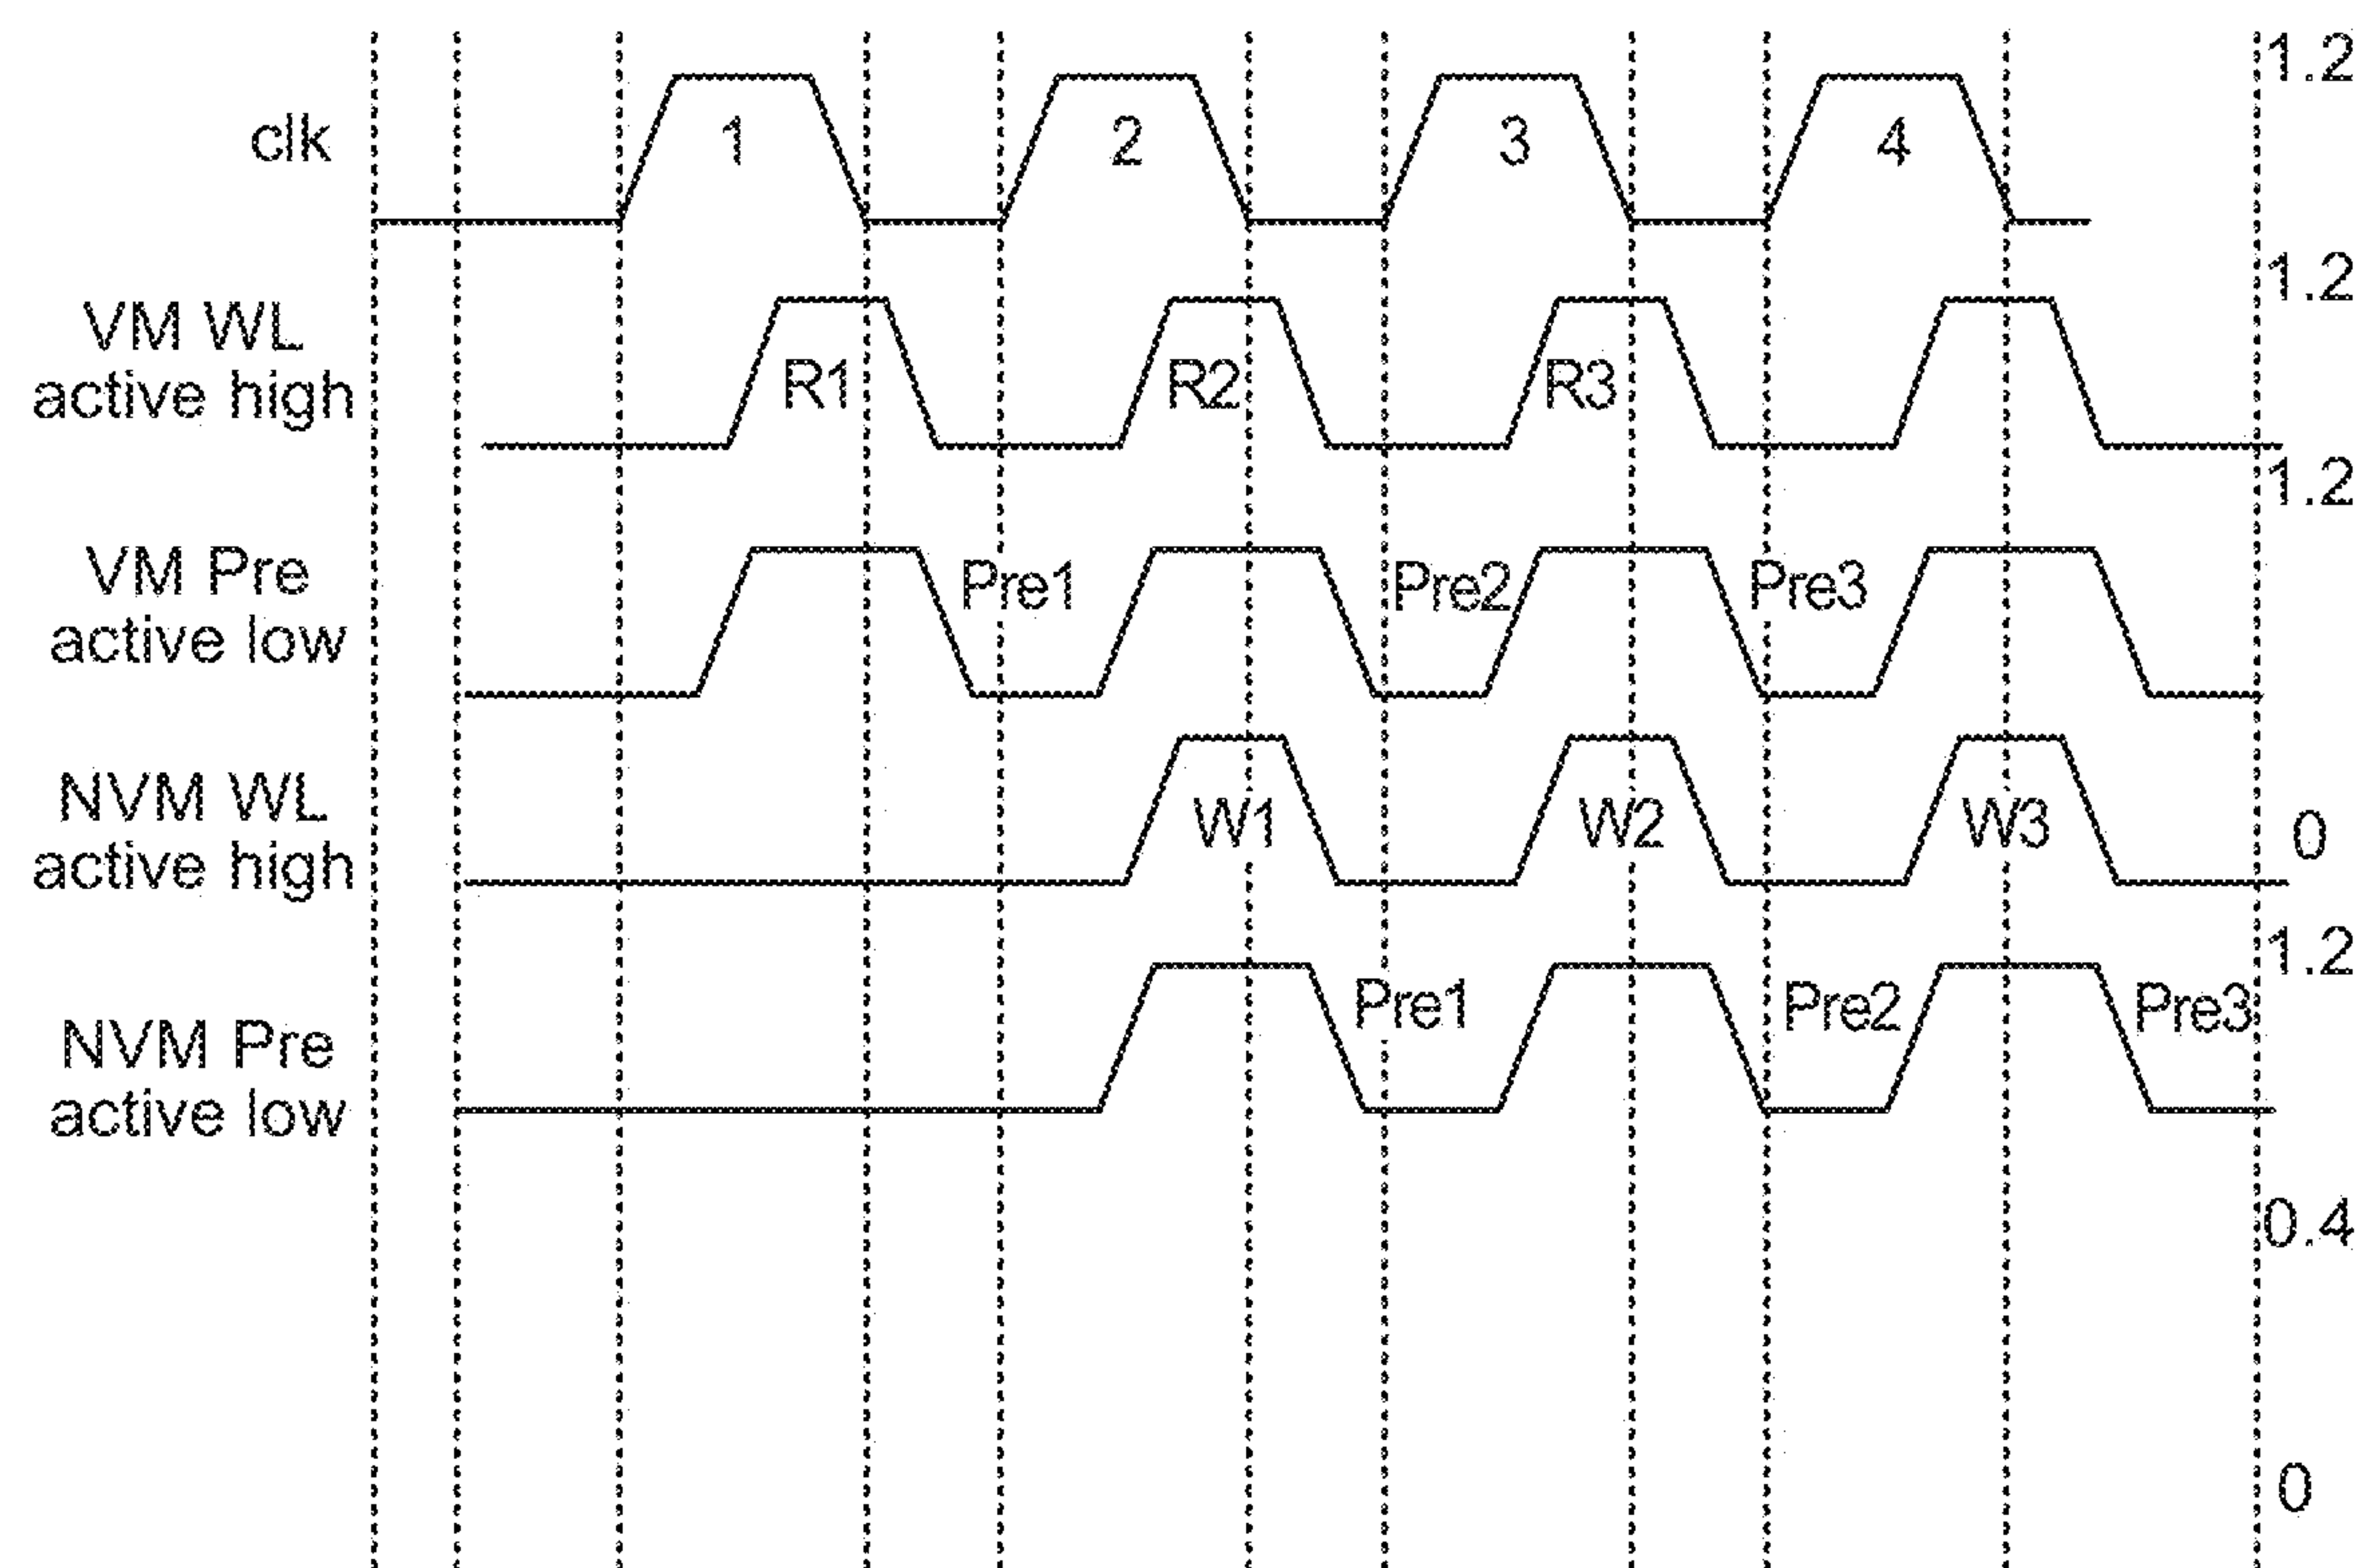 1.2
clk
1
2
3
4
1.2
VM WL
active high
R1
R2
R3
1.2
VM Pre
active low
Pre1
Pre2
Pre3
NVM WL
active high
W1
W2
W3
0
1.2
NVM Pre
active low
Pre1
Pre2
Pre3
0.4
0